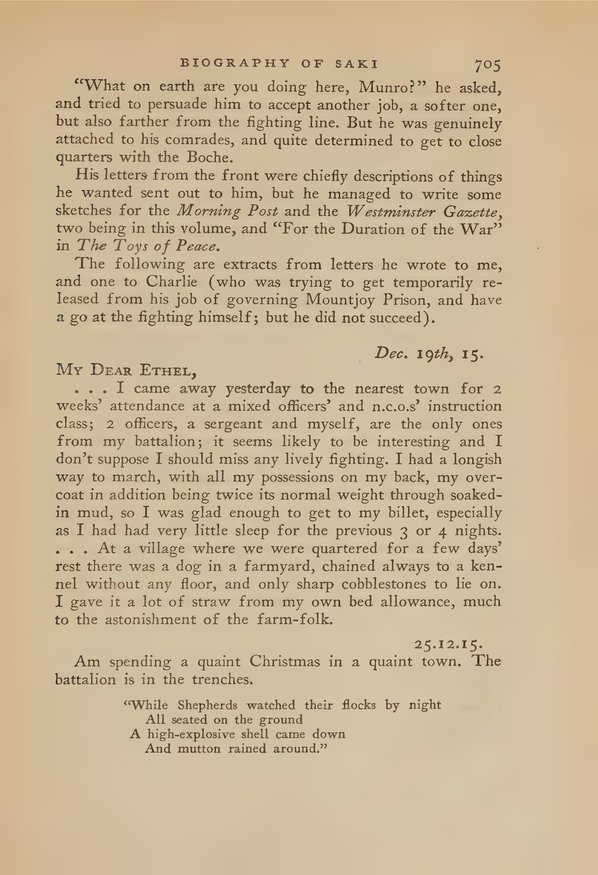 BIOGRAPHY OF SAKI 705
“What on earth are you doing here, Munro?” he asked,
and tried to persuade him to accept another job, a softer one,
but also farther from the fighting line. But he was genuinely
attached to his comrades, and quite determined to get to close
quarters with the Boche.
His letters from the front were chiefly descriptions of things
he wanted sent out to him, but he managed to write some
sketches for the Morning Post and the Westminster Gazette,
two being in this volume, and “For the Duration of the War”
in The Toys of Peace.
The following are extracts from letters he wrote to me,
and one to Charlie (who was trying to get temporarily re-
leased from his job of governing Mountjoy Prison, and have
a go at the fighting himself; but he did not succeed).
Dec. 19th, 15.
My Dear Ethel,
. . . I came away yesterday to the nearest town for 2
weeks’ attendance at a mixed officers’ and n.c.o.s’ instruction
class; 2 officers, a sergeant and myself, are the only ones
from my battalion; it seems likely to be interesting and I
don’t suppose I should miss any lively fighting. I had a longish
way to march, with all my possessions on my back, my over-
coat in addition being twice its normal weight through soaked-
in mud, so I was glad enough to get to my billet, especially
as I had had very little sleep for the previous 3 or 4 nights.
. . . At a village where we were quartered for a few days’
rest there was a dog in a farmyard, chained always to a ken-
nel without any floor, and only sharp cobblestones to lie on.
I gave it a lot of straw from my own bed allowance, much
to the astonishment of the farm-folk.
25.12.15.
Am spending a quaint Christmas in a quaint town. The
battalion is in the trenches.
“While Shepherds watched their flocks by night
All seated on the ground
A high-explosive shell came down
And mutton rained around.”